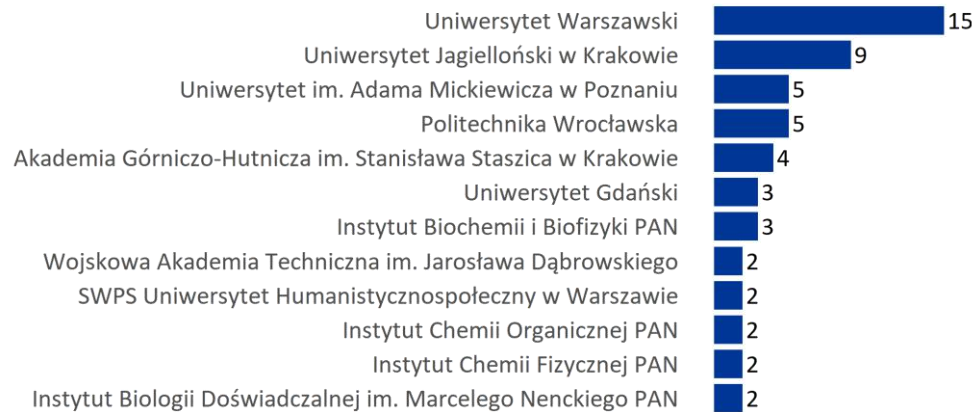 Uniwersytet Warszawski 15
Uniwersytet Jagielloński w Krakowie 9
Uniwersytet im. Adama Mickiewicza w Poznaniu 5
Politechnika Wrocławska 5
Akademia Górniczo-Hutnicza im. Stanisława Staszica w Krakowie 4
Uniwersytet Gdański 3
Instytut Biochemii i Biofizyki PAN 3
Wojskowa Akademia Techniczna im. Jarosława Dąbrowskiego 2
SWPS Uniwersytet Humanistycznospołeczny w Warszawie 2
Instytut Chemii Organicznej PAN 2
Instytut Chemii Fizycznej PAN 2
Instytut Biologii Doświadczalnej im. Marcelego Nenckiego PAN 2